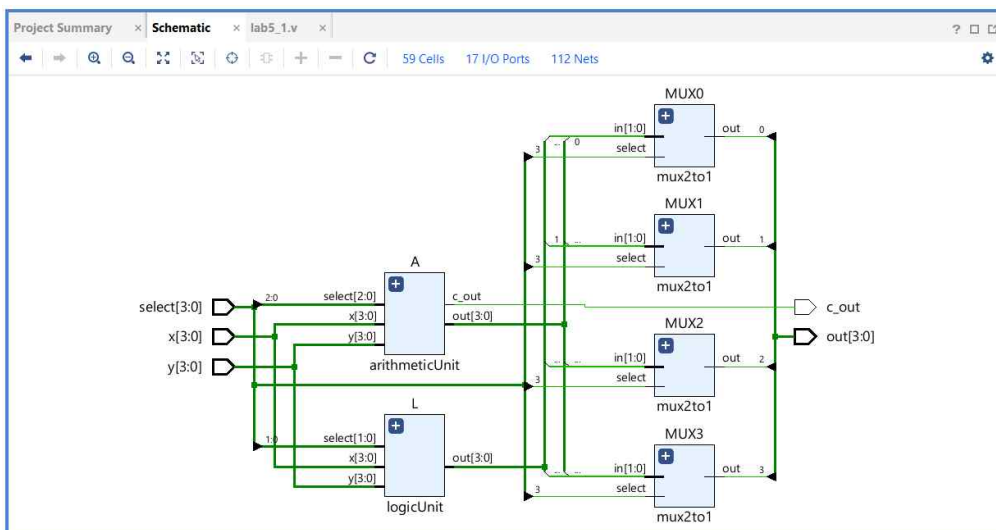 Project Summary × Schematic × lab5_1.v × ?
59 Cells 17 I/O Ports 112 Nets
MUX0
in[1:0] out 0
... 0
3 select
mux2to1
MUX1
1 ... in[1:0] out 1
3 select
mux2to1
A
2:0 select[2:0] c_out
select[3:0] c_out
x[3:0] out[3:0]
x[3:0] out[3:0]
y[3:0]
y[3:0]
arithmeticUnit
MUX2
... ... in[1:0] out 2
3 select
mux2to1
L
1:0 select[1:0]
x[3:0] out[3:0]
y[3:0]
logicUnit
MUX3
... ... in[1:0] out 3
3 select
mux2to1